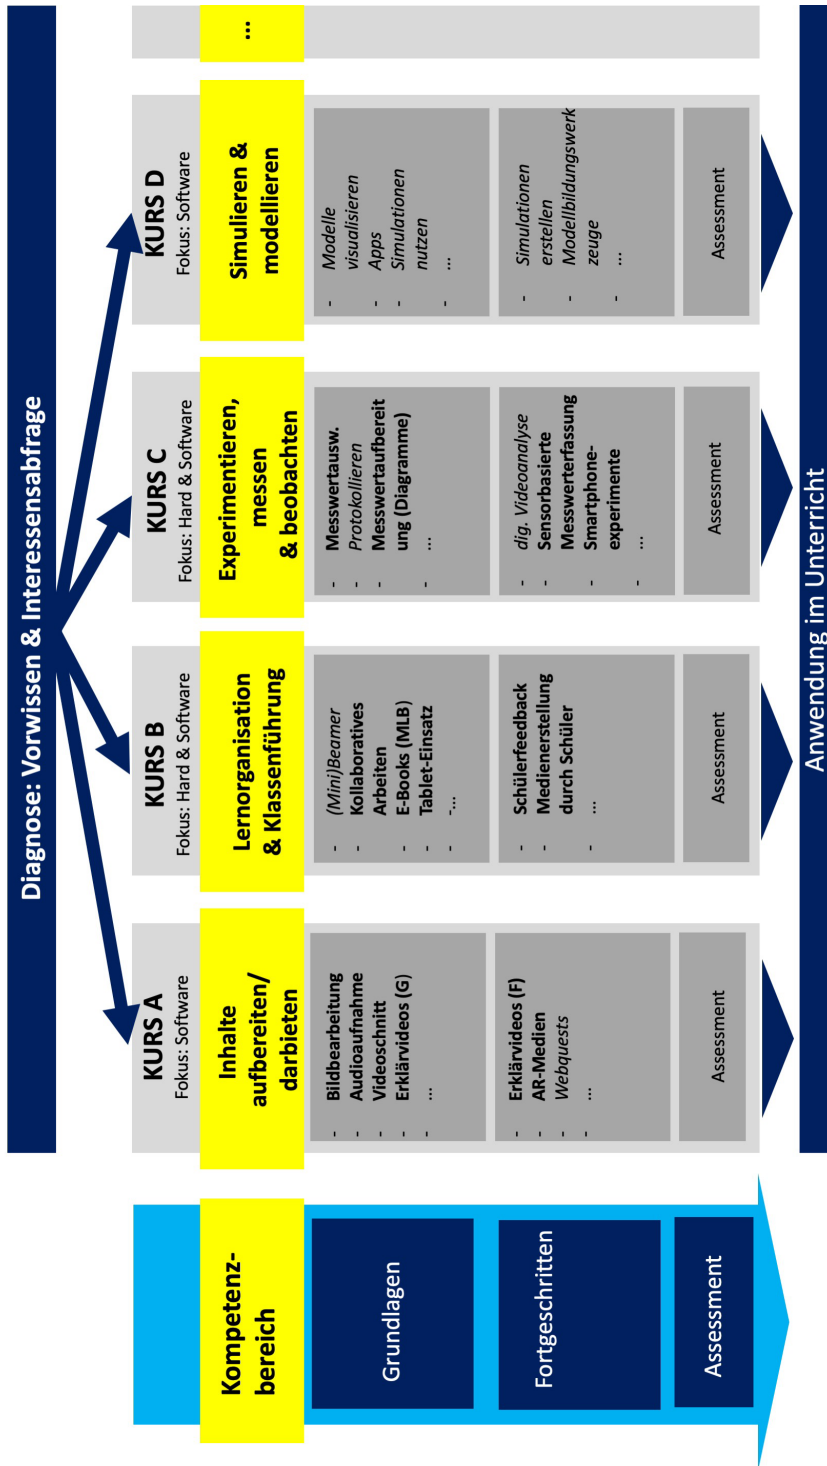 Diagnose: Vorwissen & Interessensabfrage
Kompetenz-
bereich
Grundlagen
Fortgeschritten
Assessment
KURS A
Fokus: Software
Inhalte
aufbereiten/
darbieten
- Bildbearbeitung
- Audioaufnahme
- Videoschnitt
- Erklärvideos (G)
- ...
- Erklärvideos (F)
- AR-Medien
- Webquests
- ...
Assessment
KURS B
Fokus: Hard & Software
Lernorganisation
& Klassenführung
- (Mini)Beamer
- Kollaboratives
Arbeiten
- E-Books (MLB)
- Tablet-Einsatz
- -...
- Schülerfeedback
- Medienerstellung
durch Schüler
- ...
Assessment
KURS C
Fokus: Hard & Software
Experimentieren,
messen
& beobachten
- Messwertausw.
- Protokollieren
- Messwertaufbereit
ung (Diagramme)
- ...
- dig. Videoanalyse
- Sensorbasierte
Messwerterfassung
- Smartphone-
experimente
- ...
Assessment
KURS D
Fokus: Software
Simulieren &
modellieren
- Modelle
visualisieren
- Apps
- Simulationen
nutzen
- ...
- Simulationen
erstellen
- Modellbildungswerk
zeuge
- ...
Assessment
...
Anwendung im Unterricht